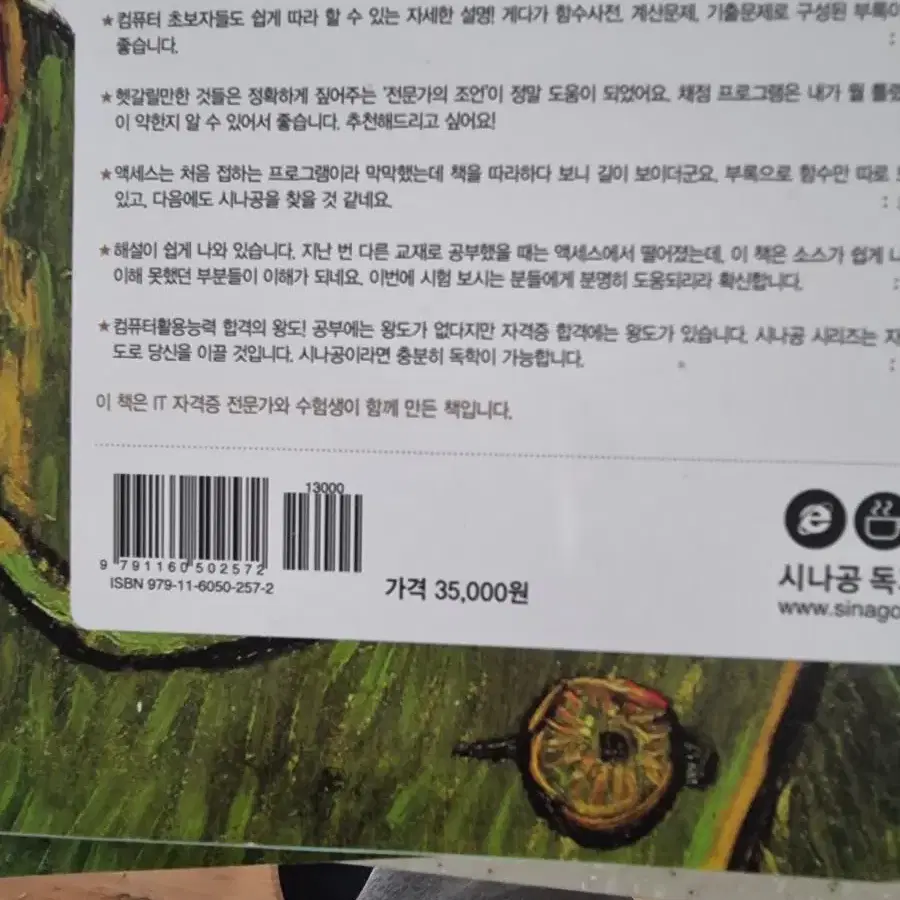 ★컴퓨터 초보자들도 쉽게 따라 할 수 있는 자세한 설명! 게다가 함수사전, 계산문제, 기출문제로 구성된 부록이
좋습니다.
★헷갈릴만한 것들은 정확하게 짚어주는 '전문가의 조언'이 정말 도움이 되었어요. 채점 프로그램은 내가 뭘 틀렸
이 약한지 알 수 있어서 좋습니다. 추천해드리고 싶어요!
★액세스는 처음 접하는 프로그램이라 막막했는데 책을 따라하다 보니 길이 보이더군요. 부록으로 함수만 따로
있고, 다음에도 시나공을 찾을 것 같네요.
★해설이 쉽게 나와 있습니다. 지난 번 다른 교재로 공부했을 때는 액세스에서 떨어졌는데, 이 책은 소스가 쉽게
이해 못했던 부분들이 이해가 되네요. 이번에 시험 보시는 분들에게 분명히 도움되리라 확신합니다.
★컴퓨터활용능력 합격의 왕도! 공부에는 왕도가 없다지만 자격증 합격에는 왕도가 있습니다. 시나공 시리즈는
도로 당신을 이끌 것입니다. 시나공이라면 충분히 독학이 가능합니다.
이 책은 IT 자격증 전문가와 수험생이 함께 만든 책입니다.
13000
9 791160 502572
ISBN 979-11-6050-257-2
가격 35,000원
시나공 독
www.sinago